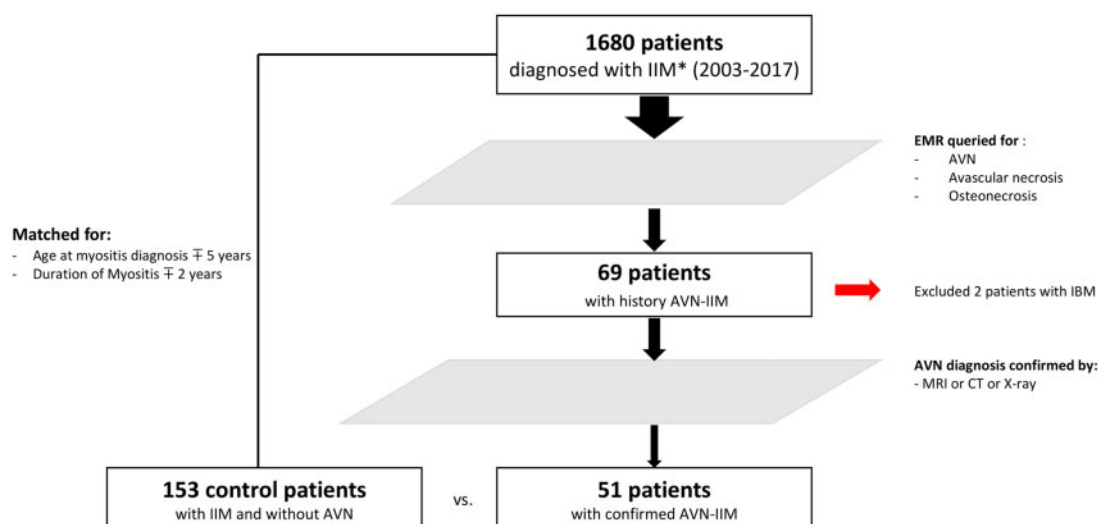 1680 patients
diagnosed with IIM* (2003-2017)
EMR queried for :
- AVN
- Avascular necrosis
- Osteonecrosis
Matched for:
- Age at myositis diagnosis ∓ 5 years
- Duration of Myositis ∓ 2 years
69 patients
with history AVN-IIM
Excluded 2 patients with IBM
AVN diagnosis confirmed by:
- MRI or CT or X-ray
153 control patients
with IIM and without AVN
vs.
51 patients
with confirmed AVN-IIM